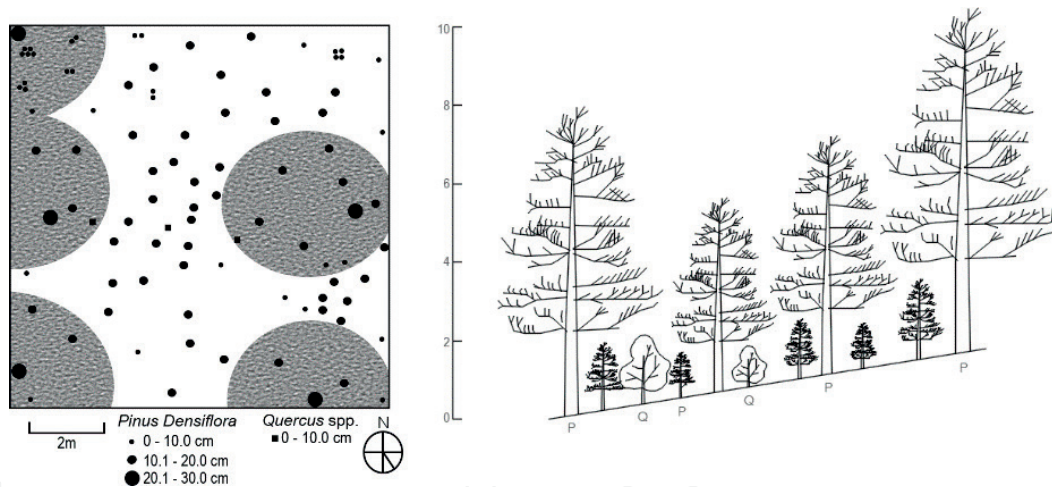 2m
Pinus Densiflora
0 - 10.0 cm
10.1 - 20.0 cm
20.1 - 30.0 cm
Quercus spp.
0 - 10.0 cm
N
10
8
6
4
2
0
P
Q
P
Q
P
P